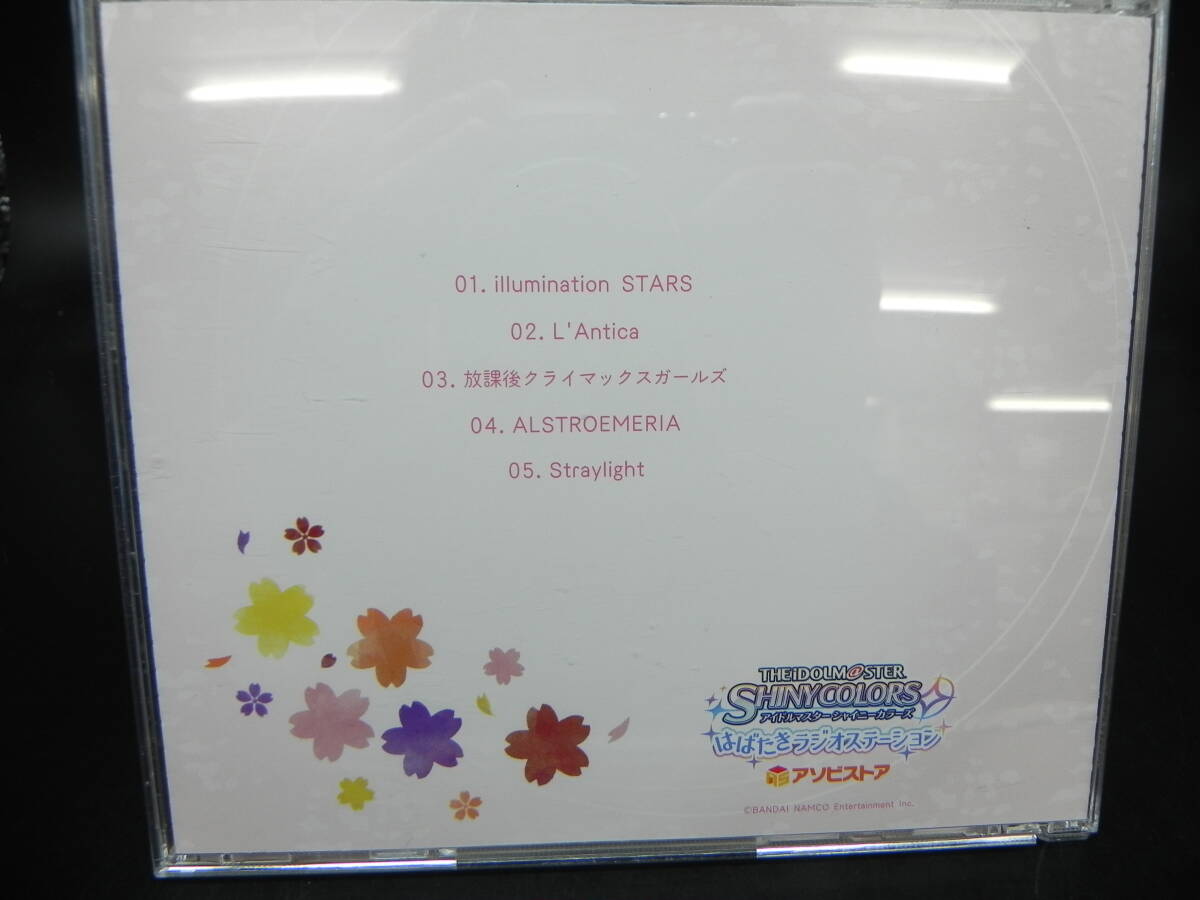 01. illumination STARS
02. L'Antica
03. 放課後クライマックスガールズ
04. ALSTROEMERIA
05. Straylight
THE iDOLM@STER
SHINYCOLORS
アイドルマスターシャイニーカラーズ
はばたきラジオステーション
アソビストア
©BANDAI NAMCO Entertainment Inc.